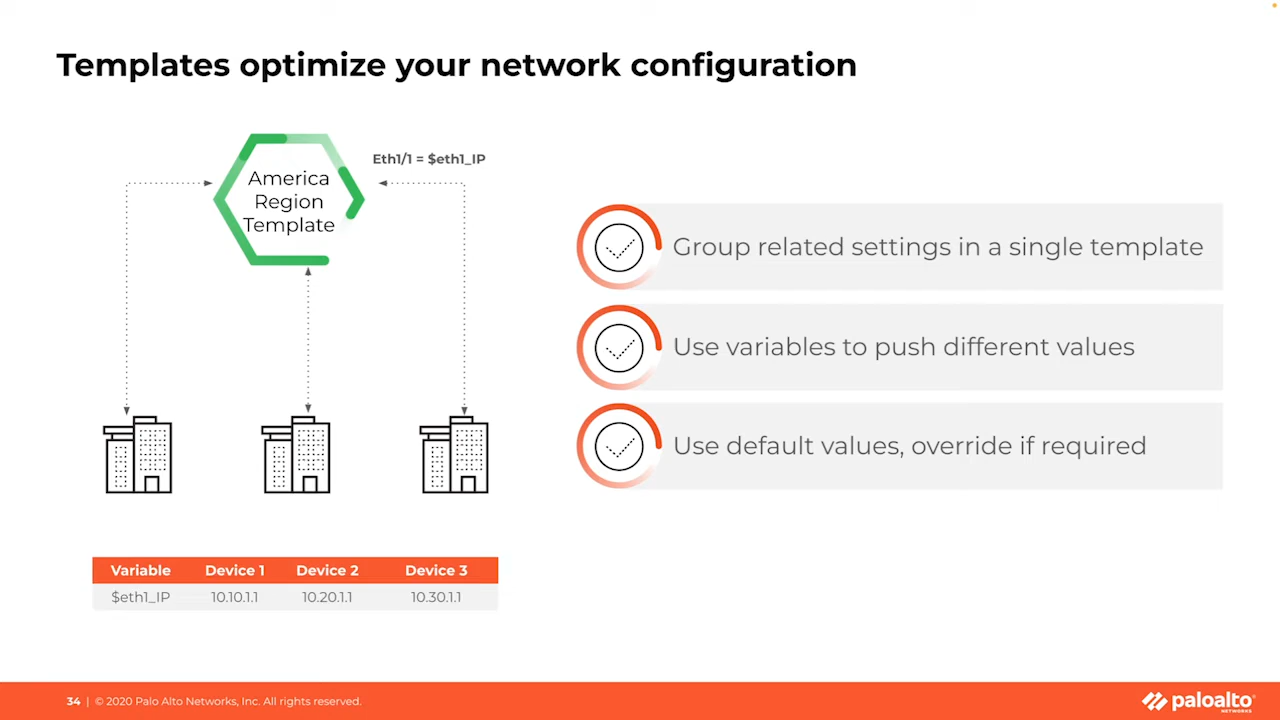 Templates optimize your network configuration
America
Region
Template
Eth1/1 = $eth1_IP
Group related settings in a single template
Use variables to push different values
Use default values, override if required
Variable Device 1 Device 2 Device 3
$eth1_IP 10.10.1.1 10.20.1.1 10.30.1.1
34 | © 2020 Palo Alto Networks, Inc. All rights reserved.
paloalto
NETWORKS